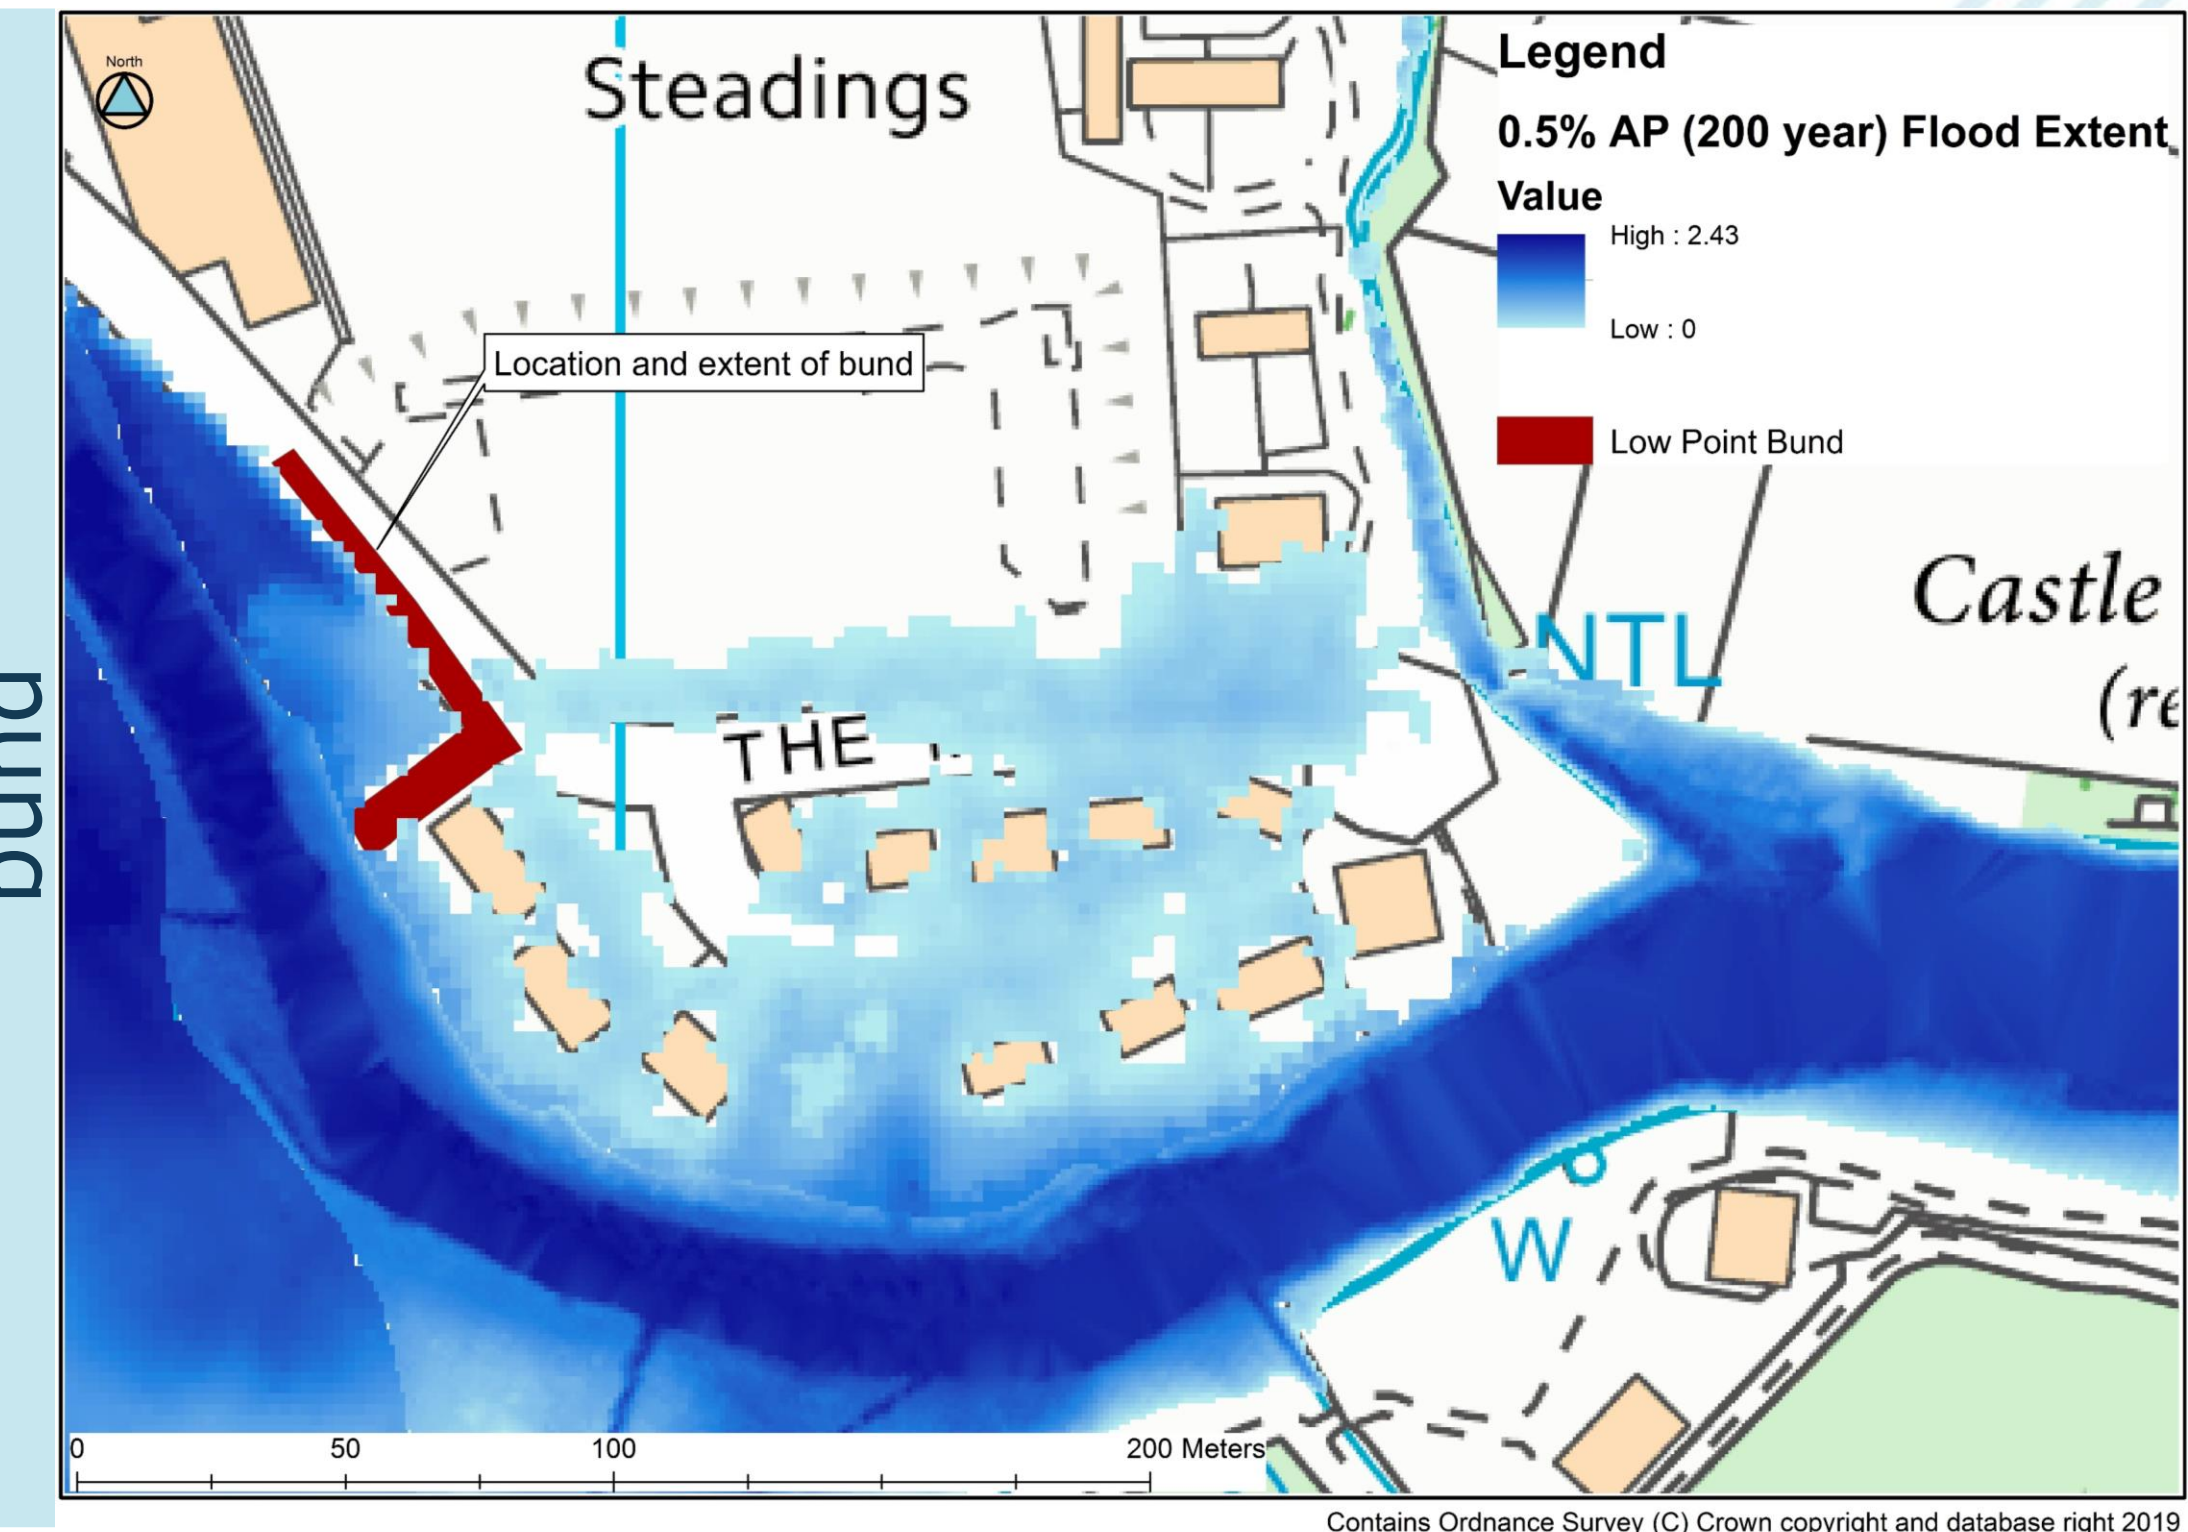 bund
North
Steadings
Legend
0.5% AP (200 year) Flood Extent
Value
High : 2.43
Low : 0
Location and extent of bund
Low Point Bund
Castle
NTL
(re
THE
W
0 50 100 200 Meters
Contains Ordnance Survey (C) Crown copyright and database right 2019